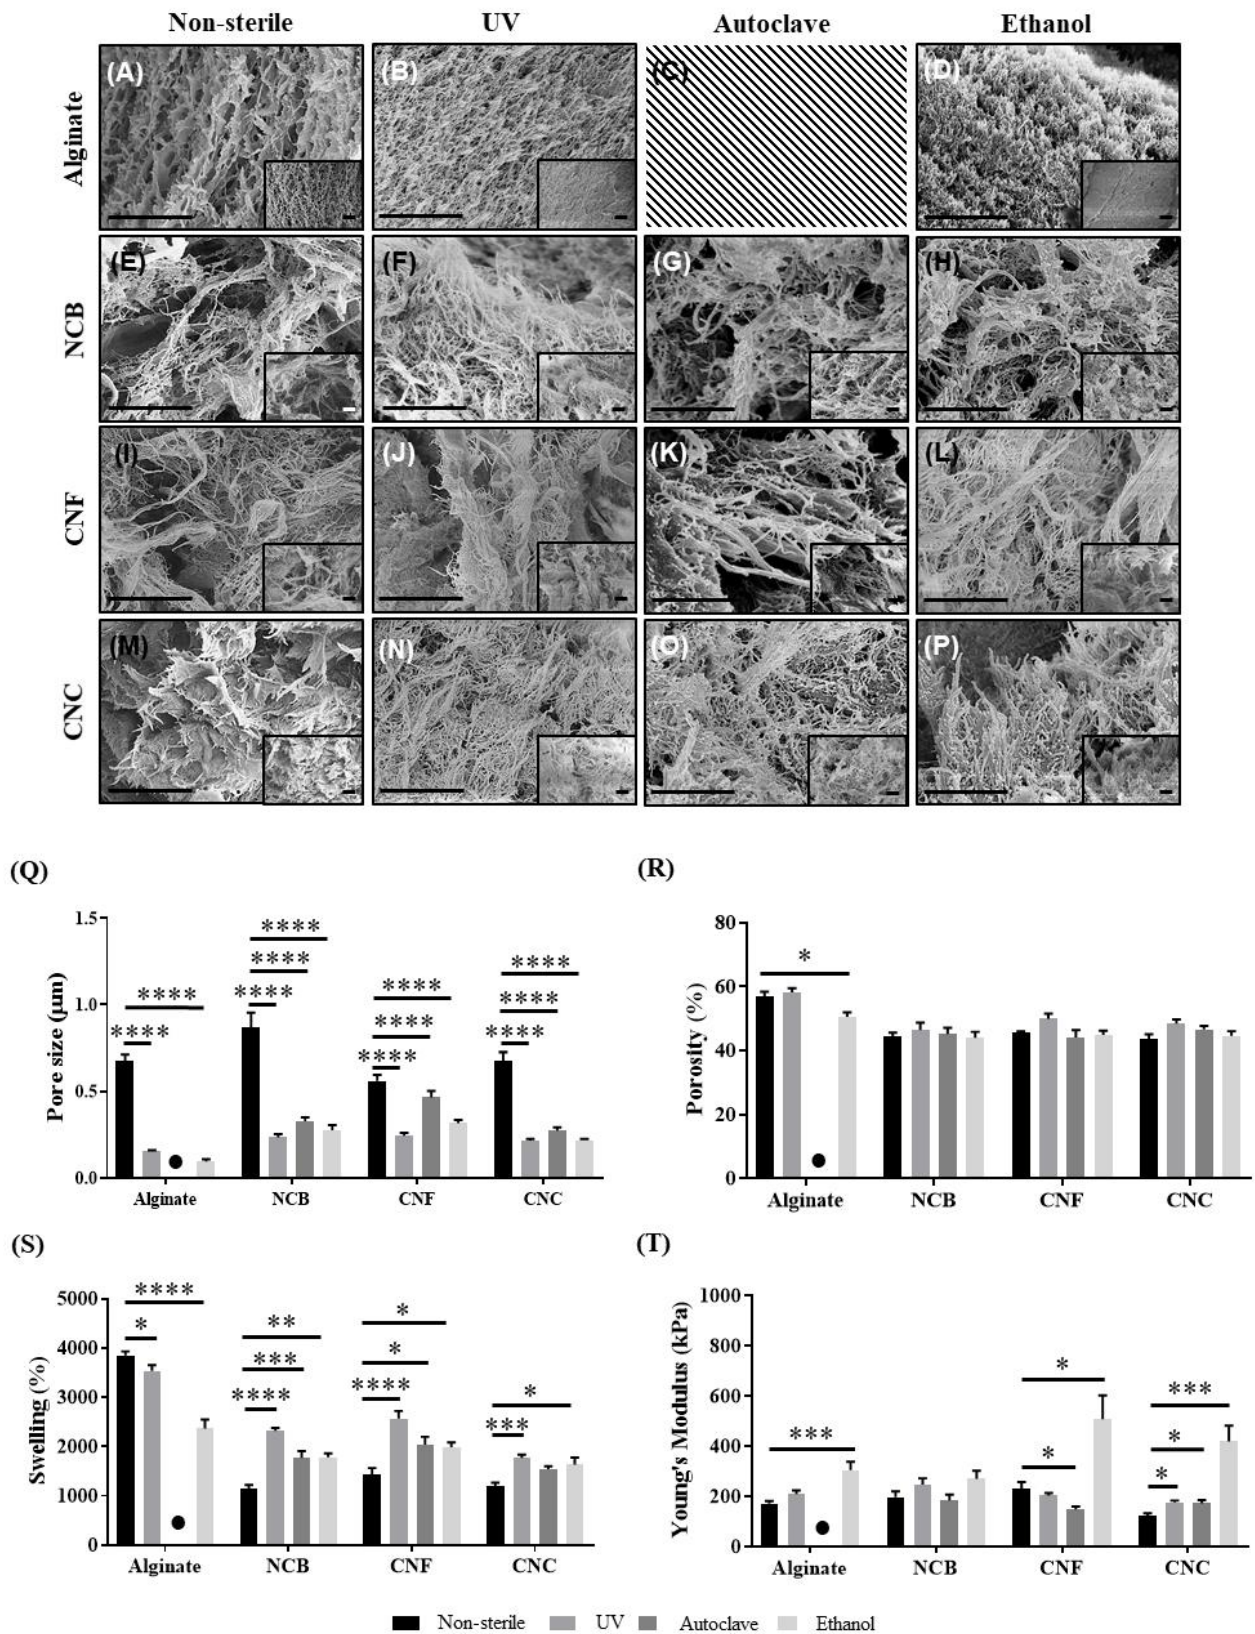 Non-sterile UV Autoclave Ethanol
Alginate
(A) (B) (C) (D)
NCB
(E) (F) (G) (H)
CNF
(I) (J) (K) (L)
CNC
(M) (N) (O) (P)
(Q)
Pore size (µm)
1.5
1.0
0.5
0.0
**** ****
**** **** ****
**** **** ****
**** **** ****
Alginate NCB CNF CNC
(R)
Porosity (%)
80
60
40
20
0
*
Alginate NCB CNF CNC
(S)
Swelling (%)
5000
4000
3000
2000
1000
0
**** *
** *** ****
* * ****
* ***
Alginate NCB CNF CNC
(T)
Young's Modulus (kPa)
1000
800
600
400
200
0
***
* *
*** * *
Alginate NCB CNF CNC
Non-sterile UV Autoclave Ethanol